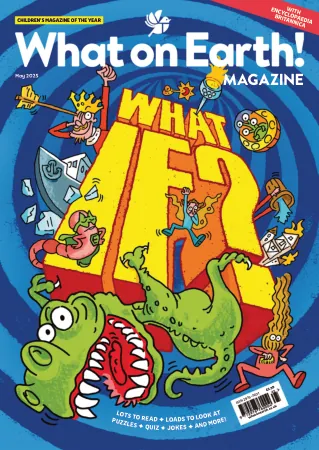 CHILDREN'S MAGAZINE OF THE YEAR
WITH
ENCYCLOPAEDIA
BRITANNICA
What on Earth!
May 2025
MAGAZINE
WHAT
IF?
LOTS TO READ + LOADS TO LOOK AT
PUZZLES + QUIZ + JOKES + AND MORE!